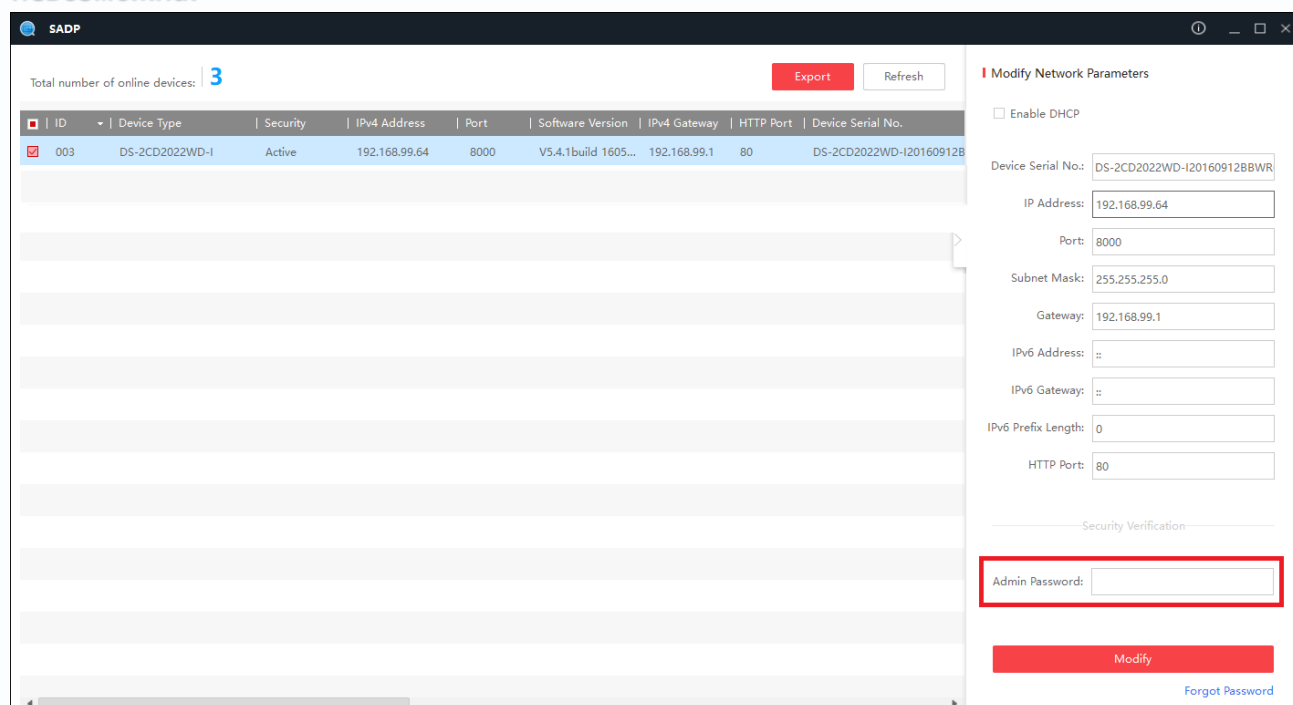 SADP
Total number of online devices: 3
Export
Refresh
ID
Device Type
Security
IPv4 Address
Port
Software Version
IPv4 Gateway
HTTP Port
Device Serial No.
003
DS-2CD2022WD-I
Active
192.168.99.64
8000
V5.4.1build 1605...
192.168.99.1
80
DS-2CD2022WD-I20160912B
Modify Network Parameters
Enable DHCP
Device Serial No.: DS-2CD2022WD-I20160912BBWR
IP Address: 192.168.99.64
Port: 8000
Subnet Mask: 255.255.255.0
Gateway: 192.168.99.1
IPv6 Address: ::
IPv6 Gateway: ::
IPv6 Prefix Length: 0
HTTP Port: 80
Security Verification
Admin Password:
Modify
Forgot Password